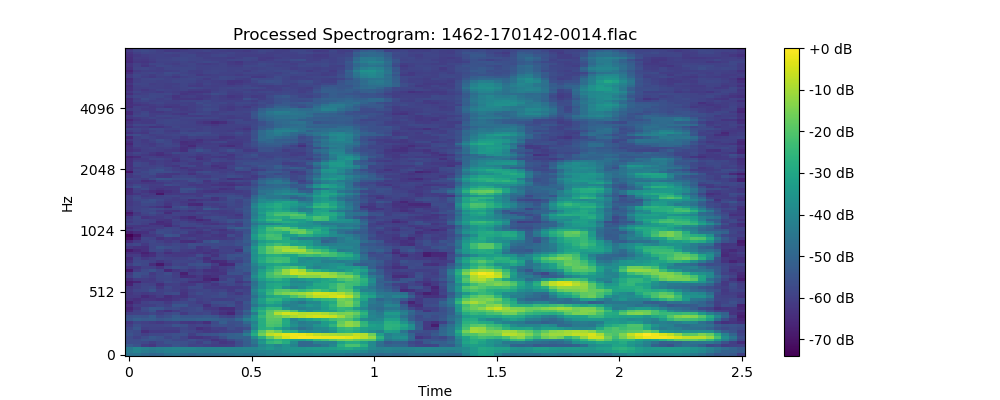 Processed Spectrogram: 1462-170142-0014.flac
+0 dB
-10 dB
-20 dB
-30 dB
-40 dB
-50 dB
-60 dB
-70 dB
Hz
4096
2048
1024
512
0
0 0.5 1 1.5 2 2.5
Time